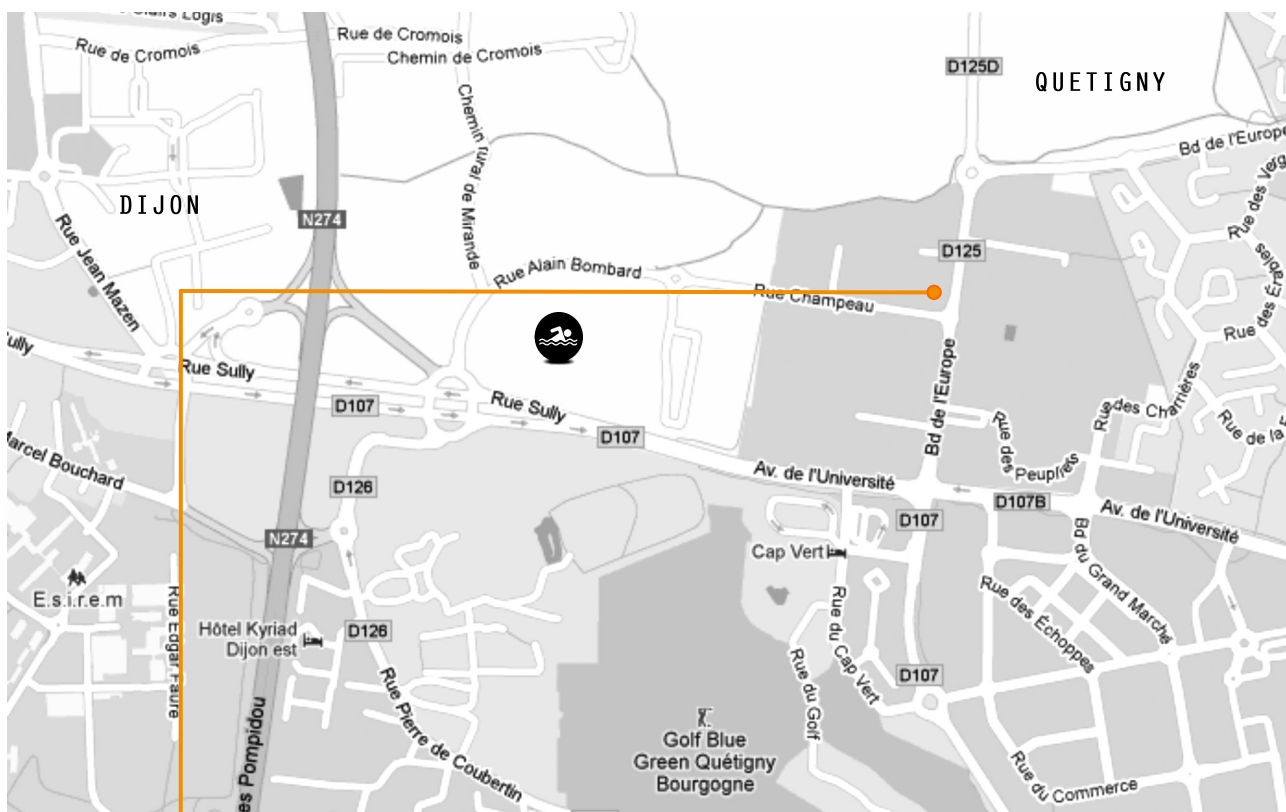 Rue de Cromois
Rue de Cromois
Chemin de Cromois
D125D
QUETIGNY
Chemin rural de Mirande
Bd de l'Europe
DIJON
N274
Rue des
Rue Jean Mazen
D125
Rue Alain Bombard
Rue Champeau
Rue des
Sully
Rue Sully
D107
Rue Sully
D107
Bd de l'Europe
Rue des Charrières
Rue de la
Rue des
Peupliers
Marcel Bouchard
Av. de l'Université
D126
D107B
Av. de l'Université
D107
N274
Cap Vert
Bd du Grand Marché
E.s.i.r.e.m
Rue Edgar Faure
Hôtel Kyriad
Dijon est
D126
Rue des Échoppes
Rue du Cap Vert
Rue du Golf
D107
Rue Pierre de Coubertin
es Pompidou
Golf Blue
Green Quétigny
Bourgogne
Rue du Commerce